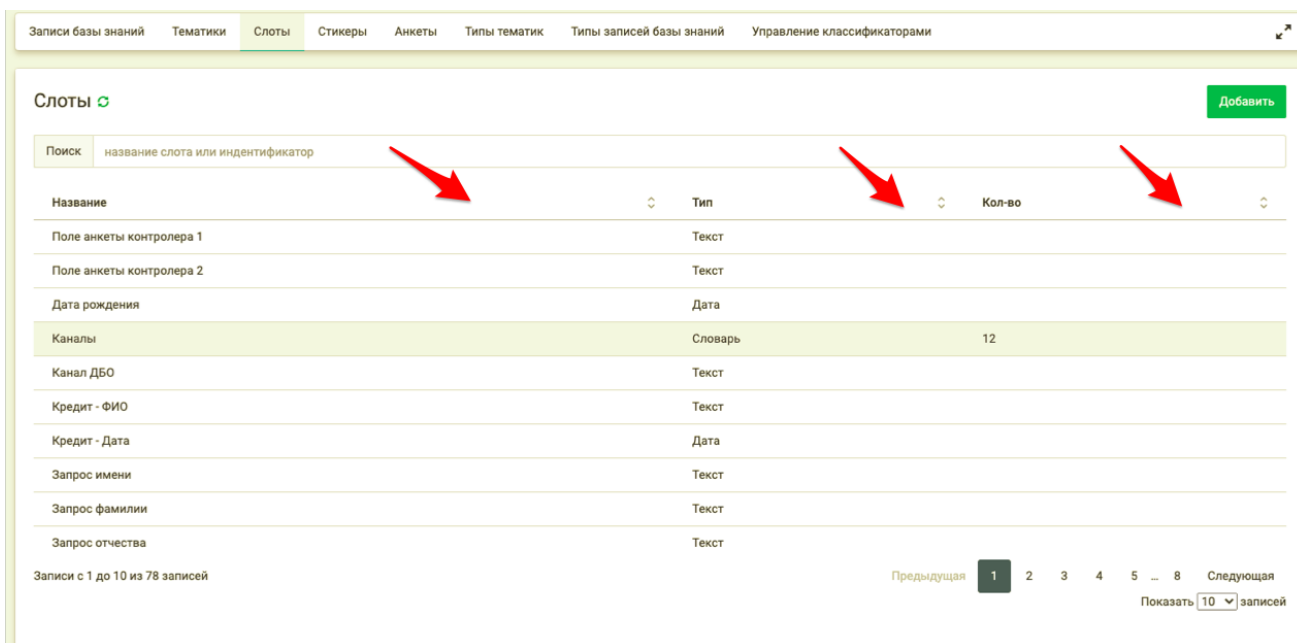 Записи базы знаний Тематики Слоты Стикеры Анкеты Типы тематик Типы записей базы знаний Управление классификаторами
Слоты
Добавить
Поиск название слота или индентификатор
Название Тип Кол-во
Поле анкеты контролера 1 Текст
Поле анкеты контролера 2 Текст
Дата рождения Дата
Каналы Словарь 12
Канал ДБО Текст
Кредит - ФИО Текст
Кредит - Дата Дата
Запрос имени Текст
Запрос фамилии Текст
Запрос отчества Текст
Записи с 1 до 10 из 78 записей Предыдущая 1 2 3 4 5 ... 8 Следующая
Показать 10 записей